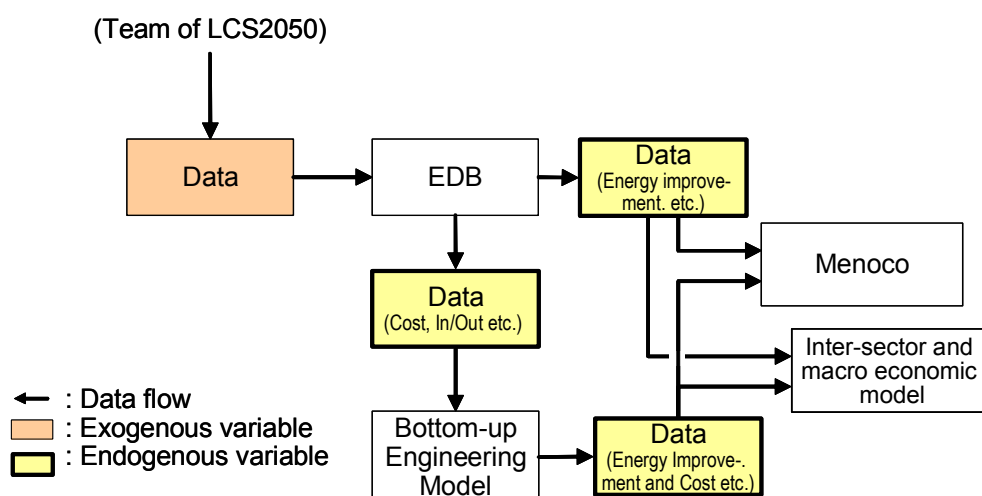 (Team of LCS2050)
Data
EDB
Data
(Energy improve-
ment. etc.)
Menoco
Data
(Cost, In/Out etc.)
Inter-sector and
macro economic
model
: Data flow
: Exogenous variable
: Endogenous variable
Bottom-up
Engineering
Model
Data
(Energy Improve-.
ment and Cost etc.)